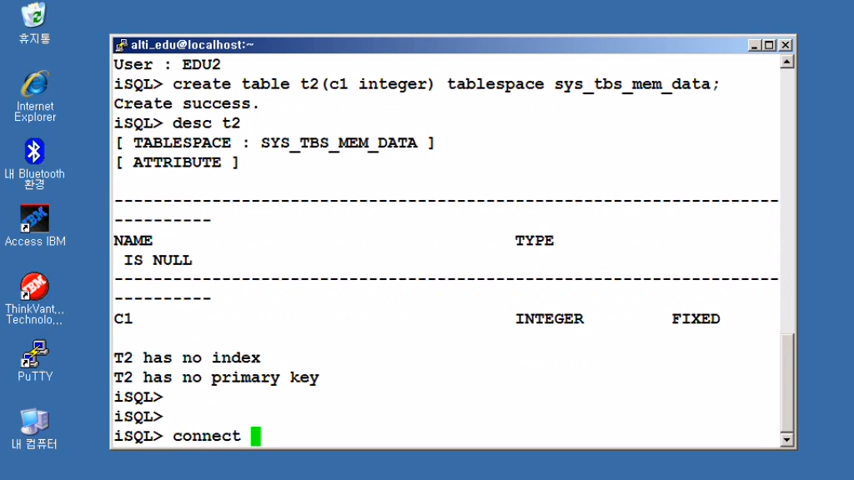 휴지통
Internet
Explorer
내 Bluetooth
환경
Access IBM
ThinkVant...
Technolo...
PuTTY
내 컴퓨터
alti_edu@localhost:~
User : EDU2
iSQL> create table t2(c1 integer) tablespace sys_tbs_mem_data;
Create success.
iSQL> desc t2
[ TABLESPACE : SYS_TBS_MEM_DATA ]
[ ATTRIBUTE ]
--------------------------------------------------------------------
----------
NAME TYPE
IS NULL
--------------------------------------------------------------------
----------
C1 INTEGER FIXED
T2 has no index
T2 has no primary key
iSQL>
iSQL>
iSQL> connect